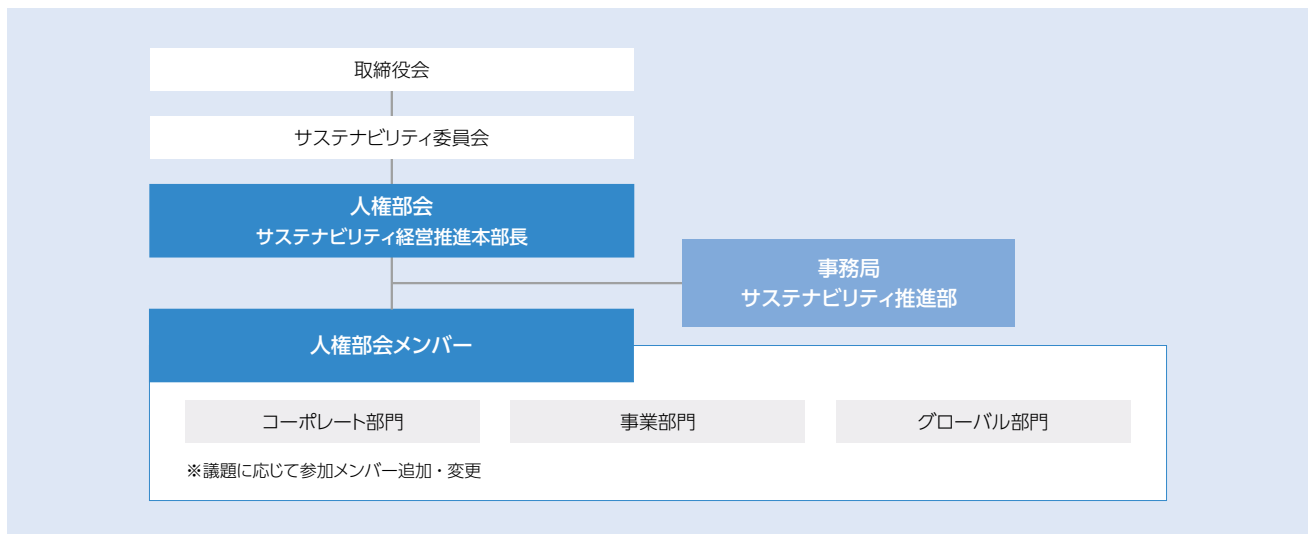 取締役会
サステナビリティ委員会
人権部会
サステナビリティ経営推進本部長
事務局
サステナビリティ推進部
人権部会メンバー
コーポレート部門
事業部門
グローバル部門
※議題に応じて参加メンバー追加・変更